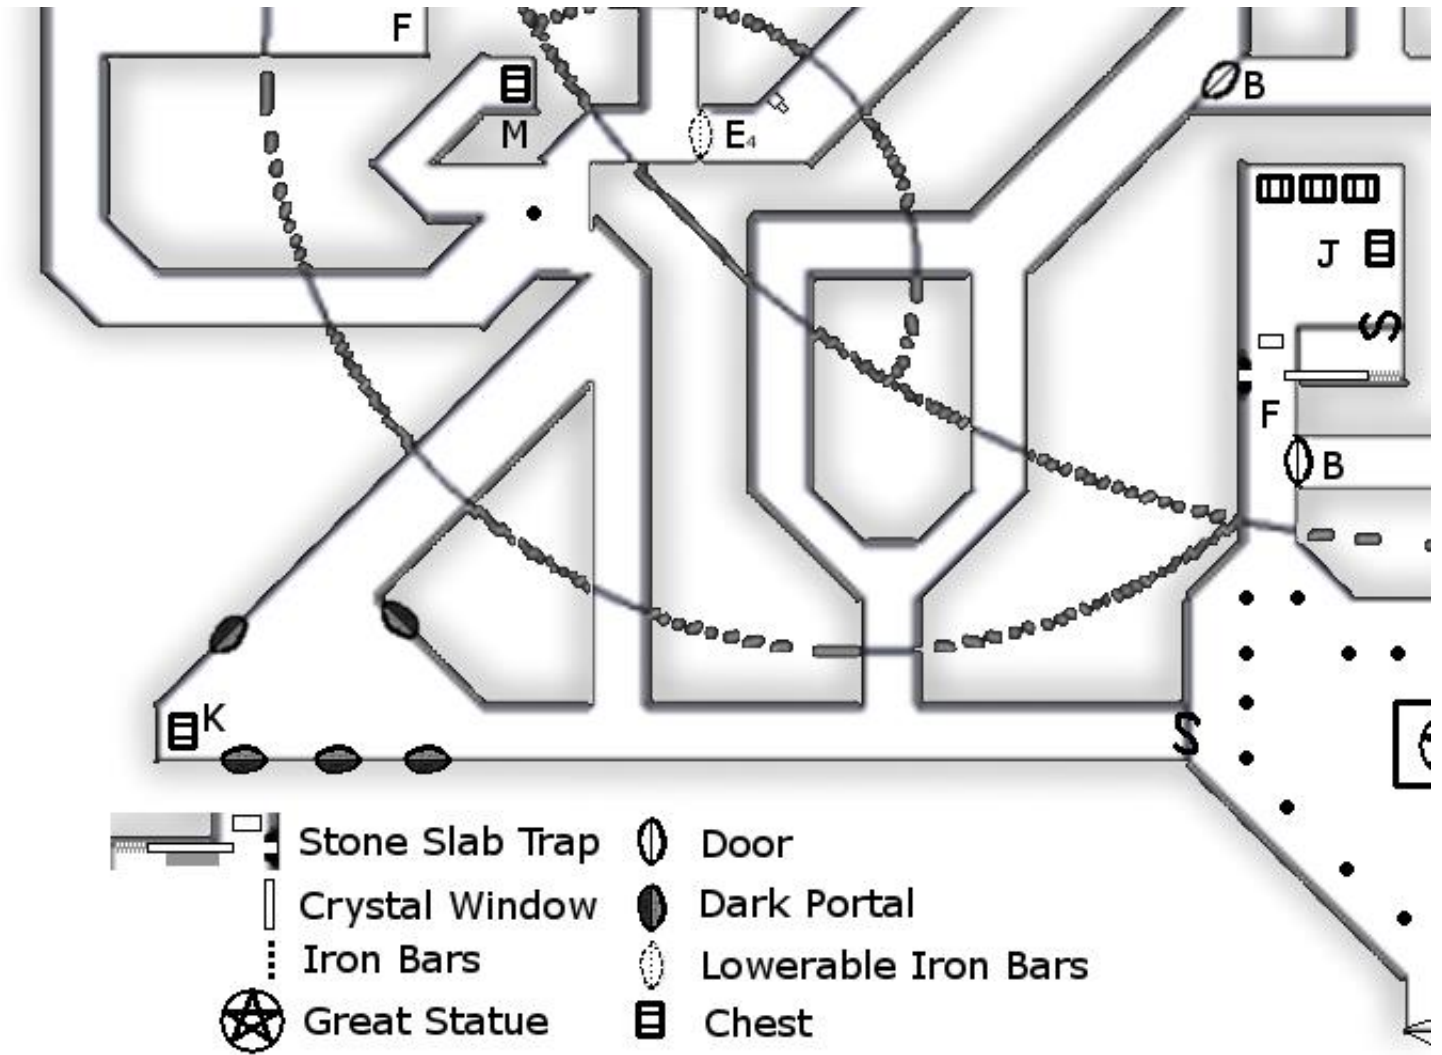 F
M
E4
B
J
S
F
B
K
S
Stone Slab Trap
Door
Crystal Window
Dark Portal
Iron Bars
Lowerable Iron Bars
Great Statue
Chest